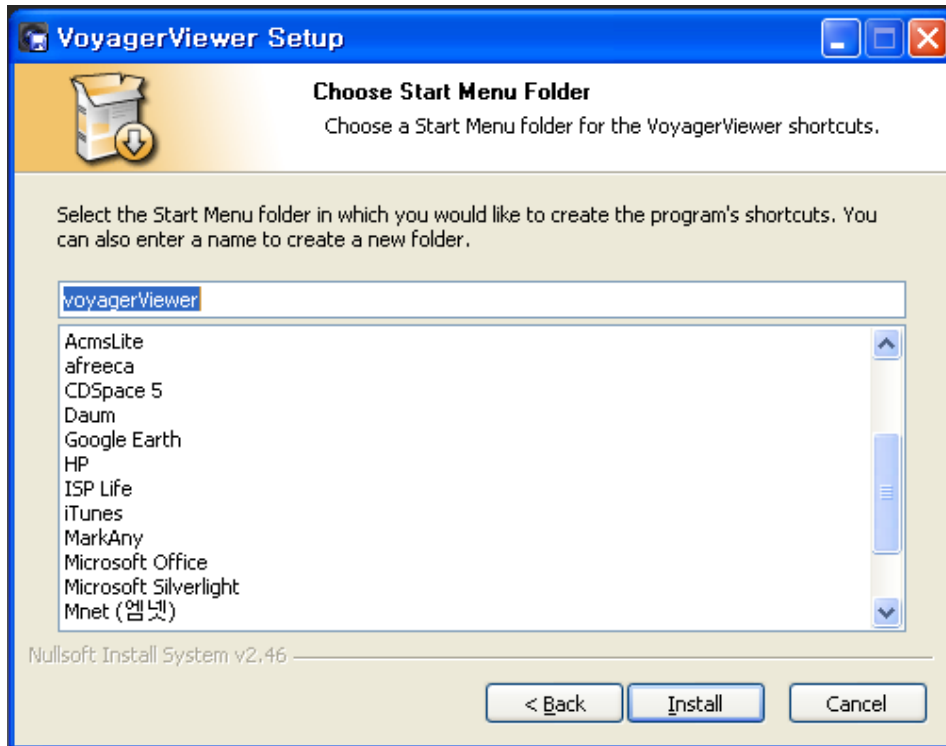 VoyagerViewer Setup
Choose Start Menu Folder
Choose a Start Menu folder for the VoyagerViewer shortcuts.
Select the Start Menu folder in which you would like to create the program's shortcuts. You
can also enter a name to create a new folder.
voyagerViewer
AcmsLite
afreeca
CDSpace 5
Daum
Google Earth
HP
ISP Life
iTunes
MarkAny
Microsoft Office
Microsoft Silverlight
Mnet (엠넷)
Nullsoft Install System v2.46
< Back
Install
Cancel